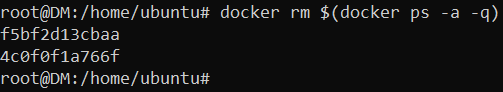 root@DM:/home/ubuntu# docker rm $(docker ps -a -q)
f5bf2d13cbaa
4c0f0f1a766f
root@DM:/home/ubuntu#